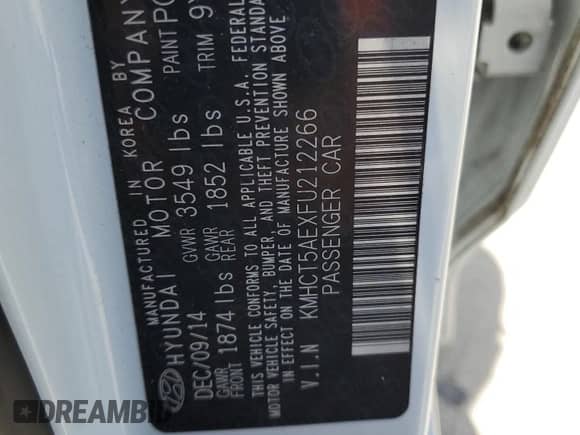 MANUFACTURED IN KOREA BY
HYUNDAI MOTOR COMPANY
DEC/09/14 GVWR 3549 lbs PAINT
GAWR FRONT 1874 lbs GAWR REAR 1852 lbs TRIM
THIS VEHICLE CONFORMS TO ALL APPLICABLE U.S.A. FEDERAL
MOTOR VEHICLE SAFETY, BUMPER, AND THEFT PREVENTION STANDA
IN EFFECT ON THE DATE OF MANUFACTURE SHOWN ABOVE
V.I.N KMHCT5AEXFU212266
PASSENGER CAR
DREAMBID